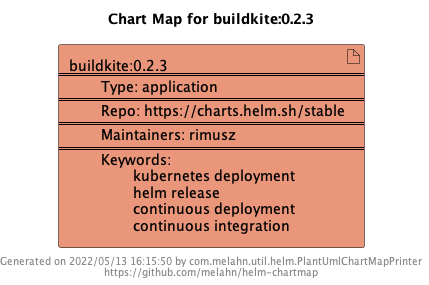 Chart Map for buildkite:0.2.3
buildkite:0.2.3
Type: application
Repo: https://charts.helm.sh/stable
Maintainers: rimusz
Keywords:
kubernetes deployment
helm release
continuous deployment
continuous integration
Generated on 2022/05/13 16:15:50 by com.melahn.util.helm.PlantUmlChartMapPrinter
https://github.com/melahn/helm-chartmap